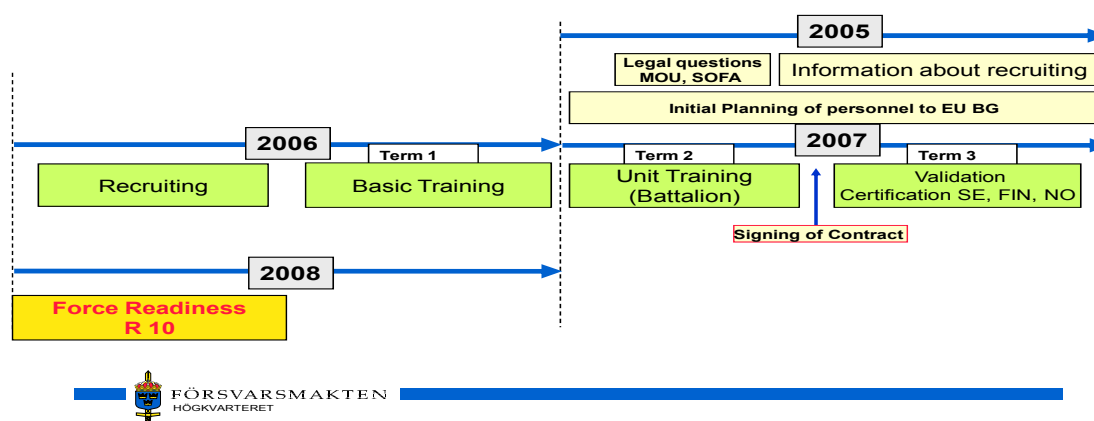 2005
Legal questions
MOU, SOFA
Information about recruiting
Initial Planning of personnel to EU BG
2006
Term 1
Recruiting
Basic Training
2007
Term 2
Term 3
Unit Training
(Battalion)
Validation
Certification SE, FIN, NO
Signing of Contract
2008
Force Readiness
R 10
FÖRSVARSMAKTEN
HÖGKVARTERET